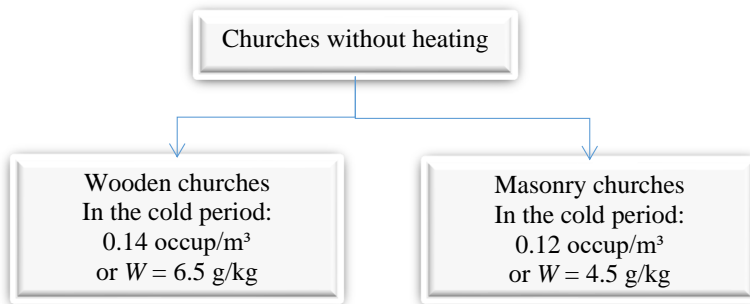 Churches without heating
Wooden churches
In the cold period:
0.14 occup/m³
or W = 6.5 g/kg
Masonry churches
In the cold period:
0.12 occup/m³
or W = 4.5 g/kg